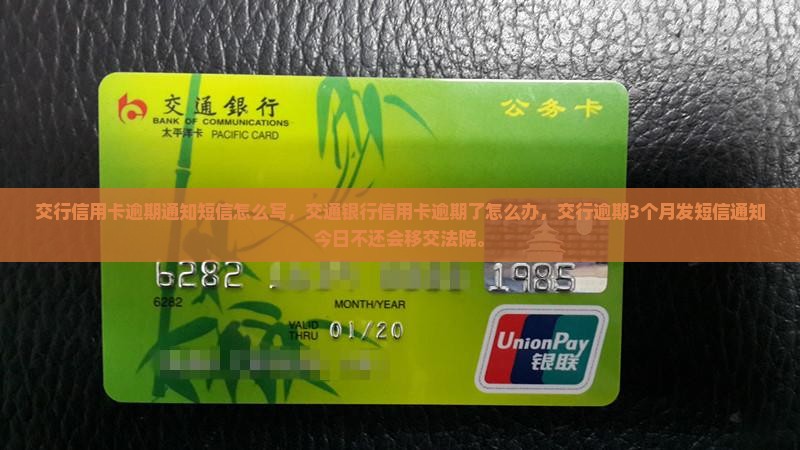 交通銀行
BANK OF COMMUNICATIONS
太平洋卡 PACIFIC CARD
公务卡
交行信用卡逾期通知短信怎么写，交通银行信用卡逾期了怎么办，交行逾期3个月发短信通知
今日不还会移交法院。
6282 1985
6282
MONTH/YEAR
VALID
THRU 01/20
UnionPay
银联